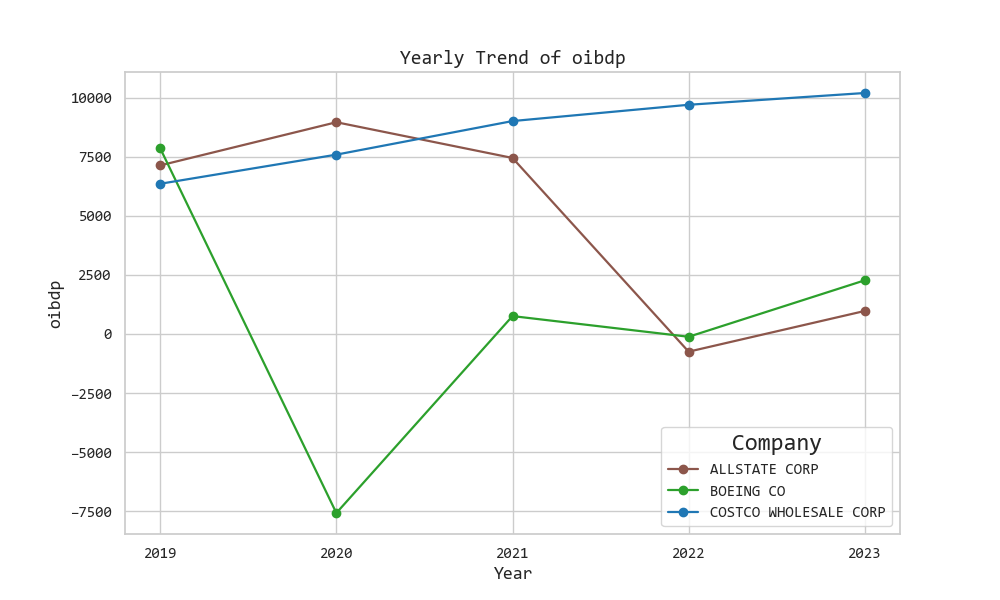 Yearly Trend of oibdp
10000
7500
5000
2500
0
−2500
−5000
−7500
oibdp
Company
ALLSTATE CORP
BOEING CO
COSTCO WHOLESALE CORP
2019 2020 2021 2022 2023
Year